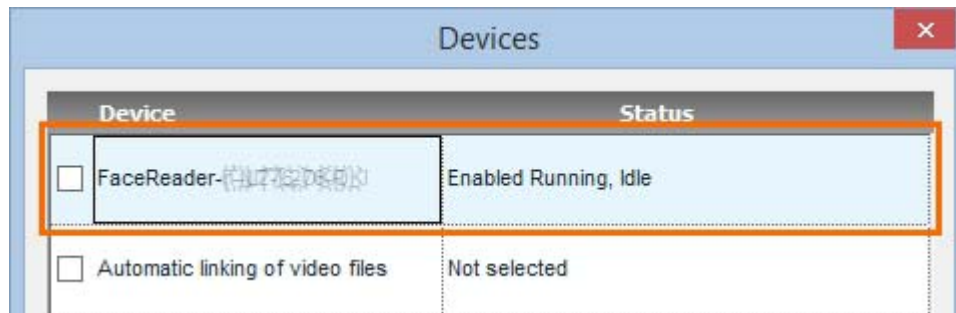 Devices
Device Status
FaceReader- Enabled Running, Idle
Automatic linking of video files Not selected